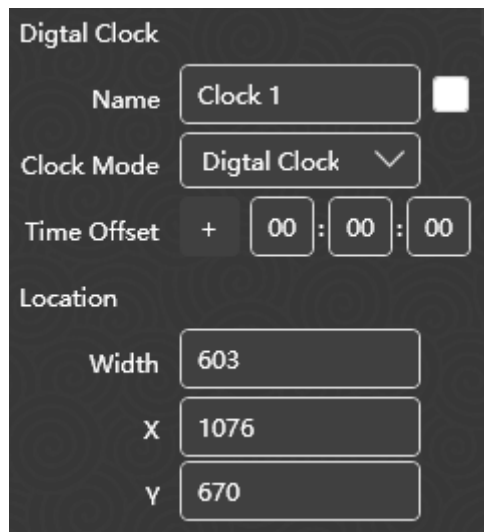 Digtal Clock
Name Clock 1
Clock Mode Digtal Clock
Time Offset + 00 : 00 : 00
Location
Width 603
X 1076
Y 670